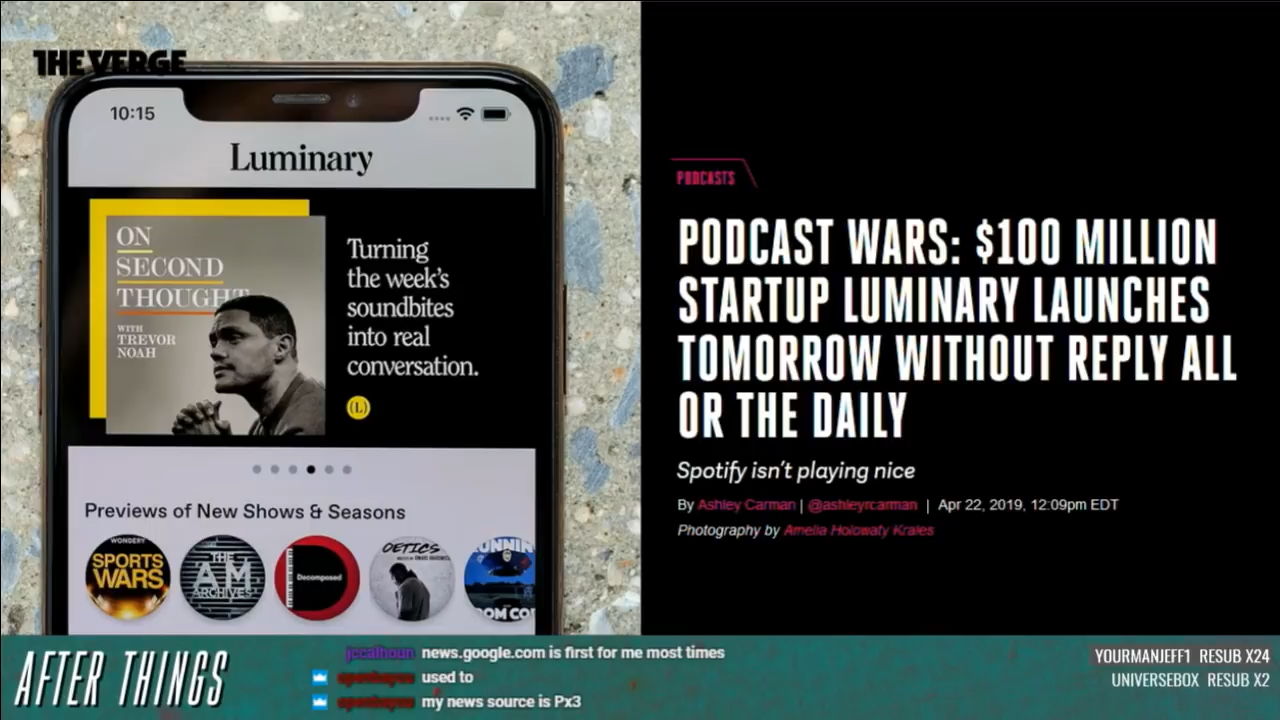 THE VERGE
10:15
Luminary
ON
SECOND
THOUGHT
WITH
TREVOR
NOAH
Turning
the week's
soundbites
into real
conversation.
(L)
Previews of New Shows & Seasons
WONDERY
SPORTS
WARS
THE
AM
ARCHIVES
Decomposed
PODCASTS
PODCAST WARS: $100 MILLION
STARTUP LUMINARY LAUNCHES
TOMORROW WITHOUT REPLY ALL
OR THE DAILY
Spotify isn't playing nice
By Ashley Carman | @ashleyrcarman | Apr 22, 2019, 12:09pm EDT
Photography by Amelia Holowaty Krales
AFTER THINGS
jccalhoun news.google.com is first for me most times
used to
my news source is Px3
YOURMANJEFF1 RESUB X24
UNIVERSEBOX RESUB X2